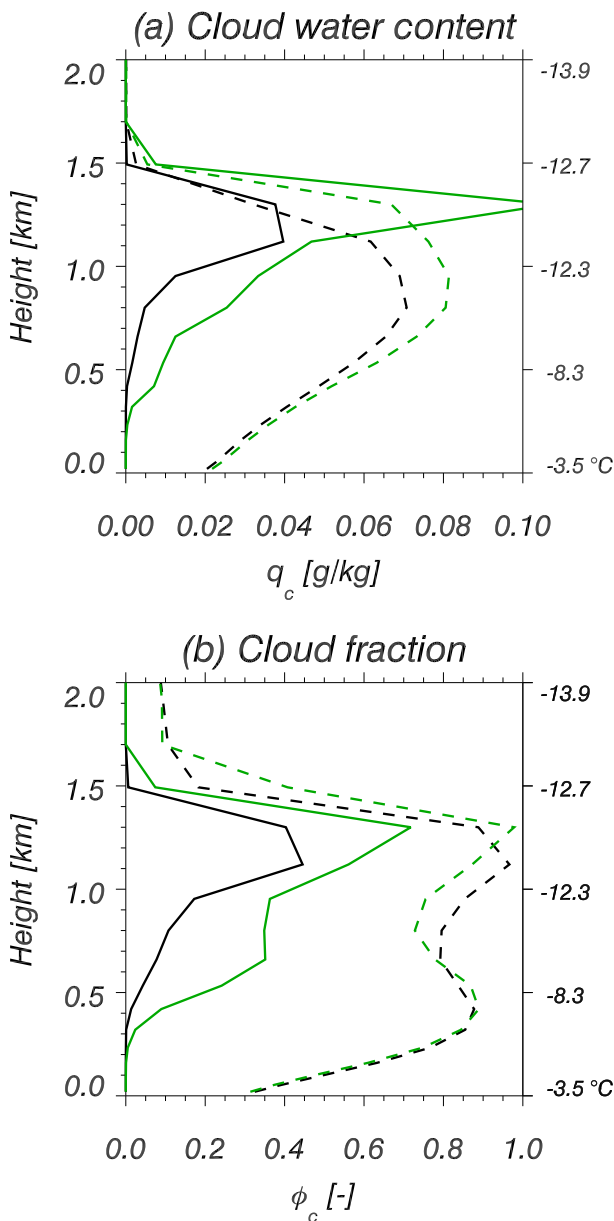 (a) Cloud water content
2.0
1.5
1.0
0.5
0.0
Height [km]
-13.9
-12.7
-12.3
-8.3
-3.5 °C
0.00 0.02 0.04 0.06 0.08 0.10
q_c [g/kg]
(b) Cloud fraction
2.0
1.5
1.0
0.5
0.0
Height [km]
-13.9
-12.7
-12.3
-8.3
-3.5 °C
0.0 0.2 0.4 0.6 0.8 1.0
ϕ_c [-]